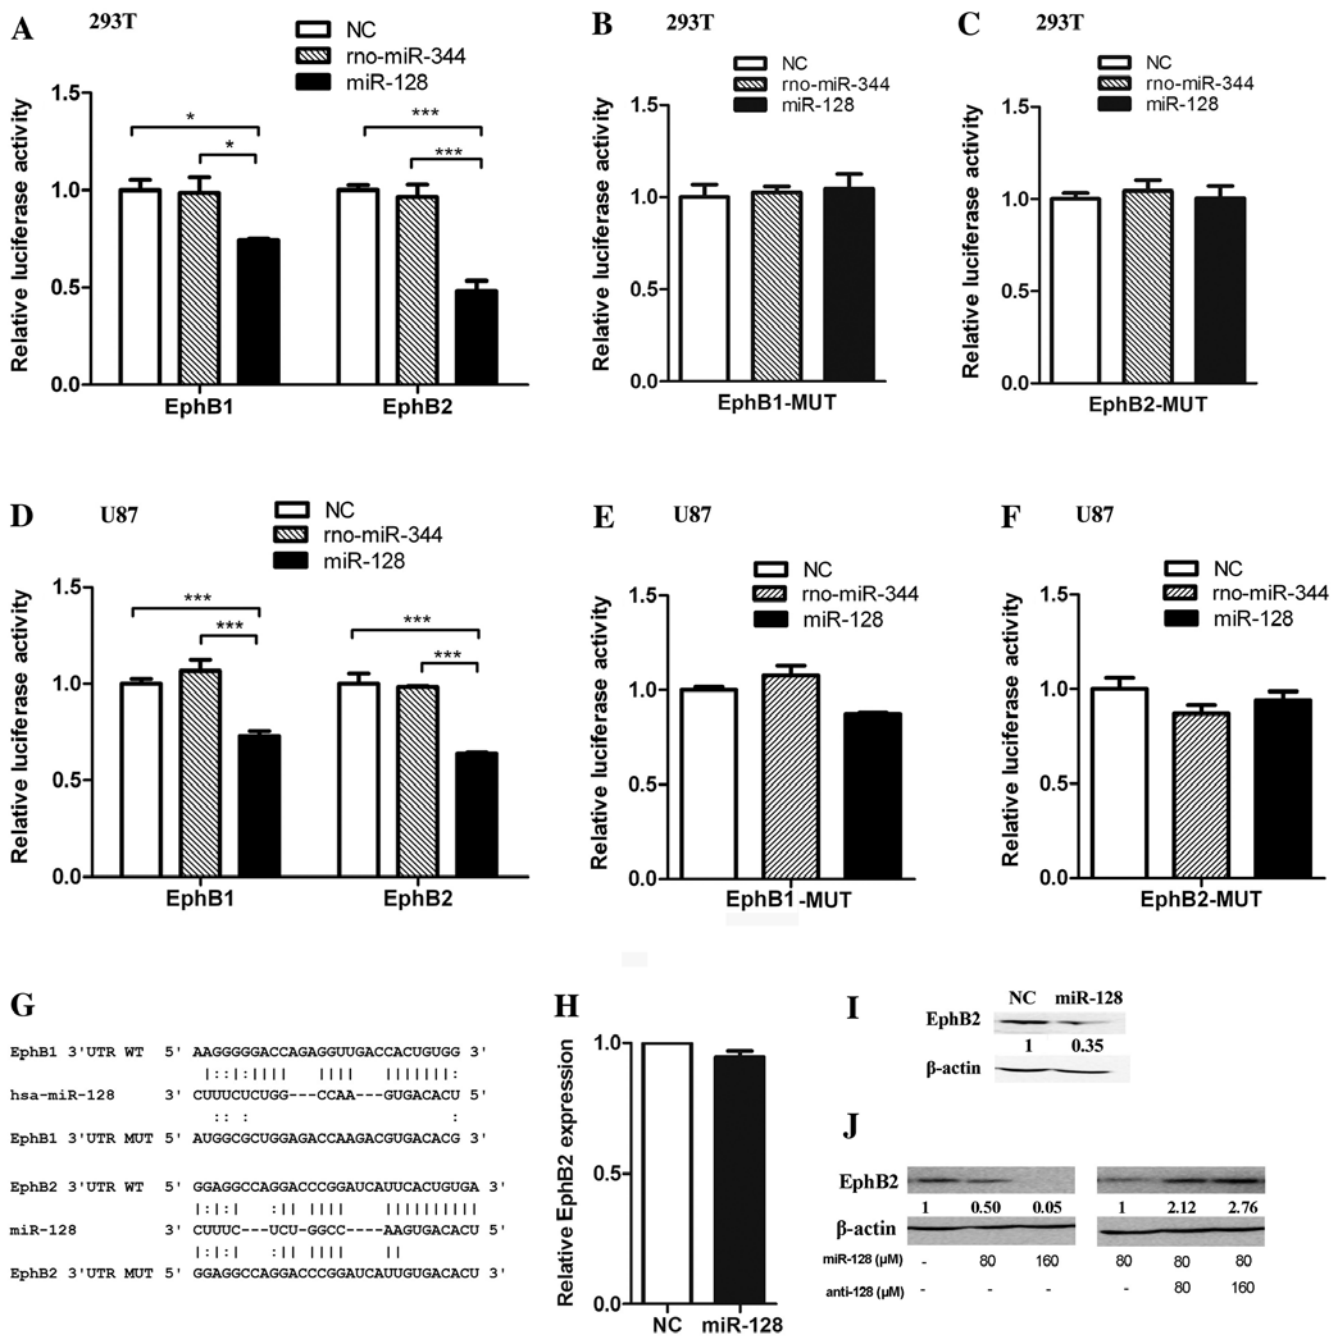 A 293T
NC
rno-miR-344
miR-128
Relative luciferase activity
1.5
1.0
0.5
0.0
* * *** ***
EphB1 EphB2
B 293T
NC
rno-miR-344
miR-128
Relative luciferase activity
1.5
1.0
0.5
0.0
EphB1-MUT
C 293T
NC
rno-miR-344
miR-128
Relative luciferase activity
1.5
1.0
0.5
0.0
EphB2-MUT
D U87
NC
rno-miR-344
miR-128
Relative luciferase activity
1.5
1.0
0.5
0.0
*** *** *** ***
EphB1 EphB2
E U87
NC
rno-miR-344
miR-128
Relative luciferase activity
1.5
1.0
0.5
0.0
EphB1-MUT
F U87
NC
rno-miR-344
miR-128
Relative luciferase activity
1.5
1.0
0.5
0.0
EphB2-MUT
G
EphB1 3'UTR WT 5' AAGGGGGACCAGAGGUUGACCACUGUGG 3'
|::|:|||| |||| |||||||:
hsa-miR-128 3' CUUUCUCUGG---CCAA---GUGACACU 5'
:: : :
EphB1 3'UTR MUT 5' AUGGCGCUGGAGACCAAGACGUGACACG 3'
EphB2 3'UTR WT 5' GGAGGCCAGGACCCGGAUCAUUCACUGUGA 3'
|:|:| :|| |||| ||||||||||
miR-128 3' CUUUC---UCU-GGCC----AAGUGACACU 5'
|:|:| :|| |||| ||
EphB2 3'UTR MUT 5' GGAGGCCAGGACCCGGAUCAUUGUGACACU 3'
H
Relative EphB2 expression
1.0
0.5
0.0
NC miR-128
I
NC miR-128
EphB2
1 0.35
β-actin
J
EphB2
1 0.50 0.05 1 2.12 2.76
β-actin
miR-128 (μM) - 80 160 80 80 80
anti-128 (μM) - - - - 80 160